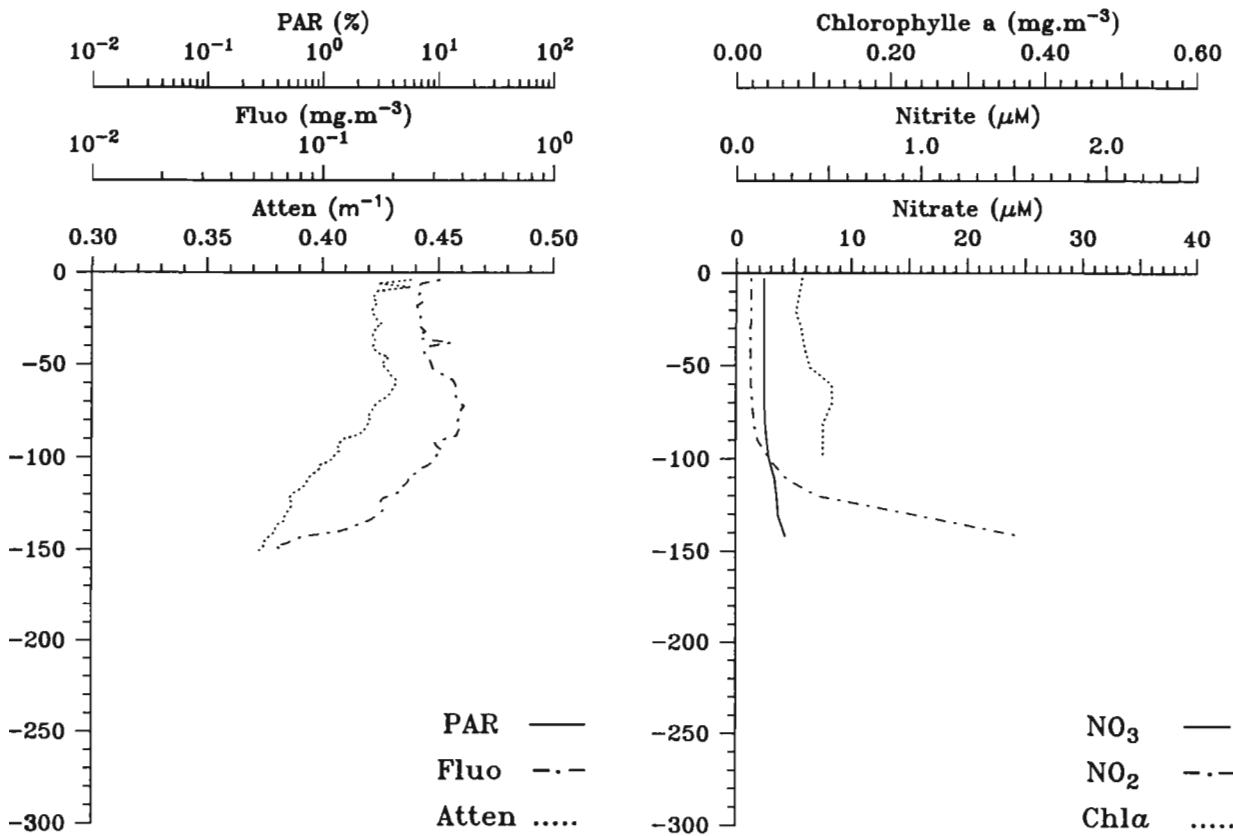 PAR (%)
10⁻² 10⁻¹ 10⁰ 10¹ 10²
Fluo (mg.m⁻³)
10⁻² 10⁻¹ 10⁰
Atten (m⁻¹)
0.30 0.35 0.40 0.45 0.50
0
−50
−100
−150
−200
−250
−300
PAR
Fluo
Atten
Chlorophylle a (mg.m⁻³)
0.00 0.20 0.40 0.60
Nitrite (μM)
0.0 1.0 2.0
Nitrate (μM)
0 10 20 30 40
0
−50
−100
−150
−200
−250
−300
NO₃
NO₂
Chla